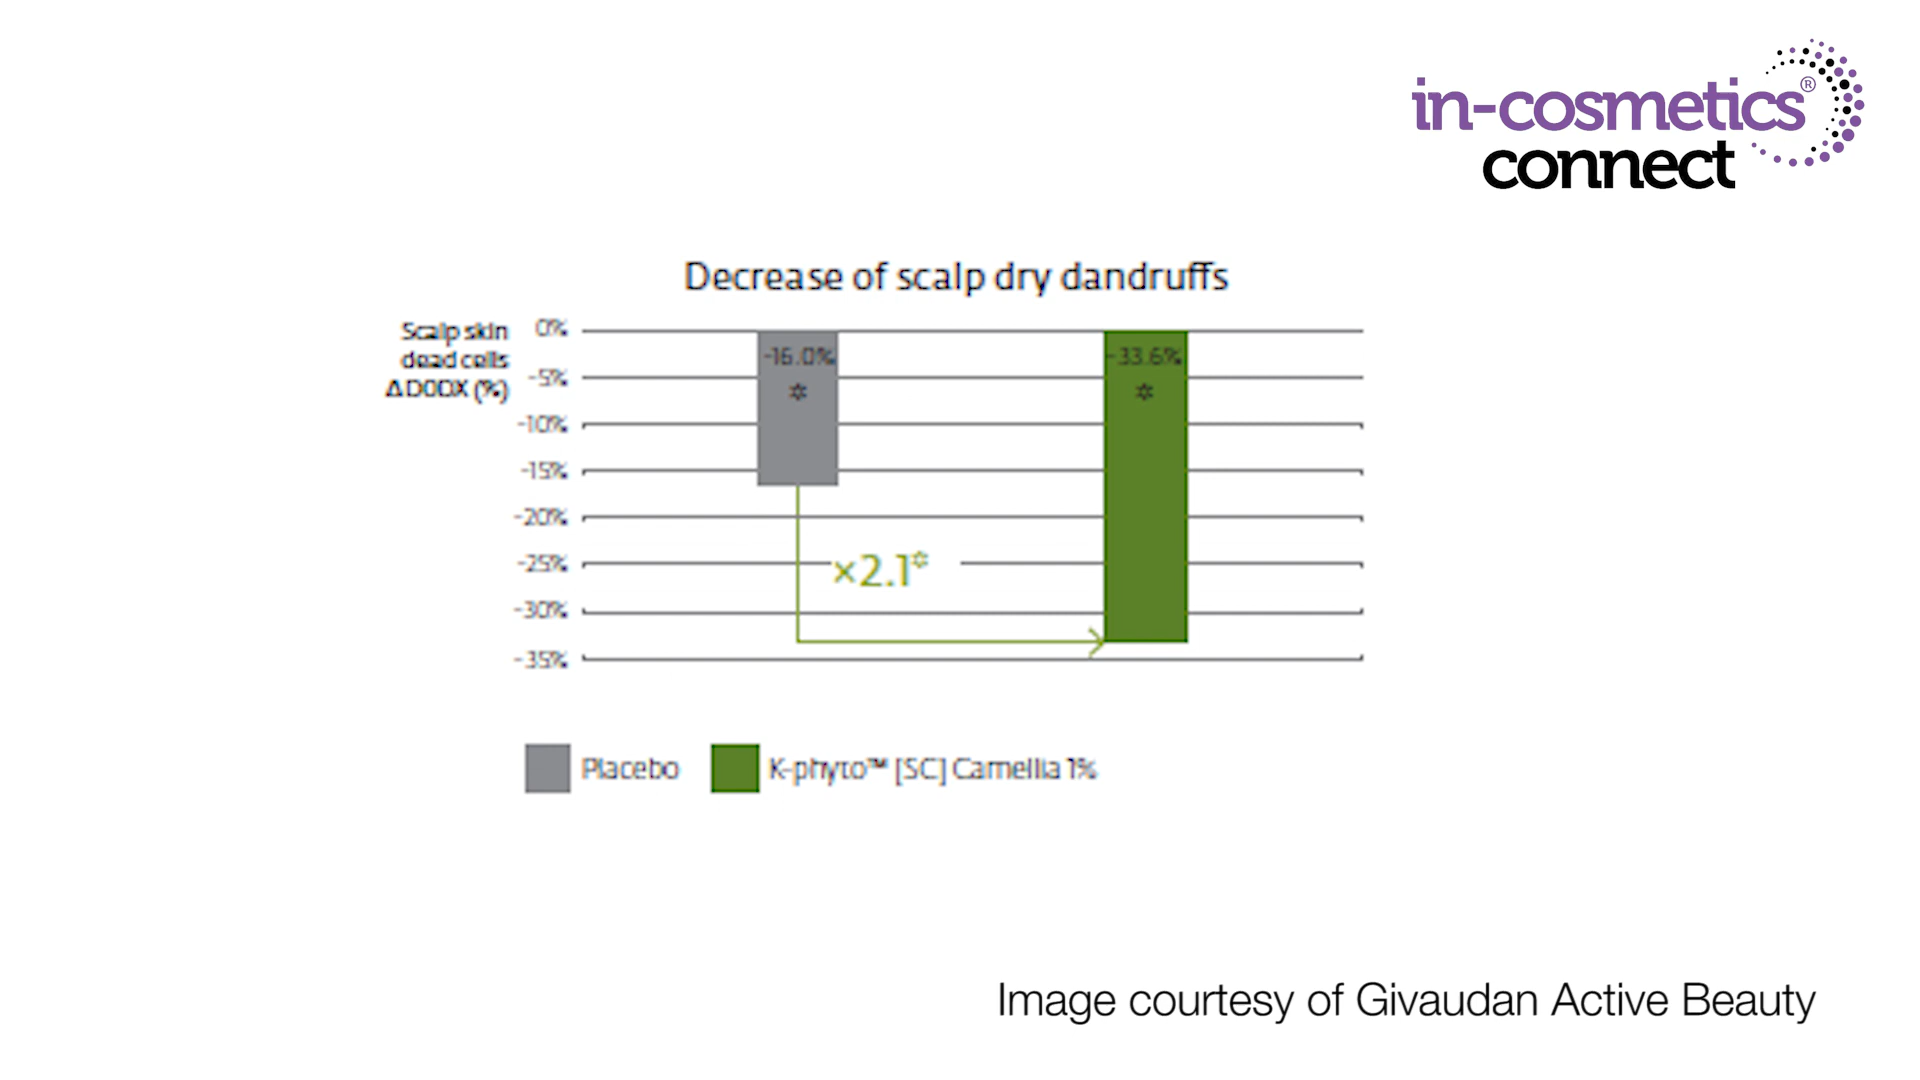 in-cosmetics®
connect
Decrease of scalp dry dandruffs
Scalp skin
dead cells
Δ D0DX (%)
0%
-5%
-10%
-15%
-20%
-25%
-30%
-35%
-16.0%
*
-33.6%
*
×2.1*
Placebo
K-phyto™ [SC] Camellia 1%
Image courtesy of Givaudan Active Beauty